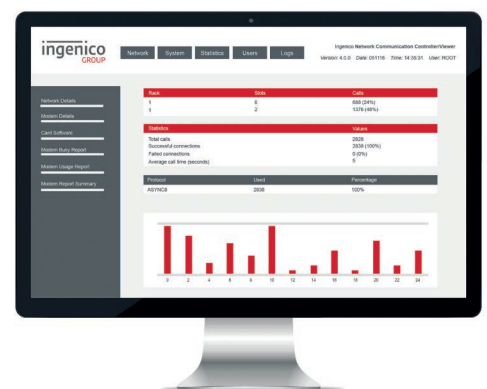 ingenico
GROUP
Network System Statistics Users Logs
Ingenico Network Communication Controller/Viewer
Version: 4.0.0 Date: 051116 Time: 14:35:31 User: ROOT
Network Details
Modem Details
Card Software
Modem Busy Report
Modem Usage Report
Modem Report Summary
Rack Slots Calls
1 6 688 (24%)
1 2 1376 (48%)
Statistics Values
Total calls 2828
Successful connections 2838 (100%)
Failed connections 0 (0%)
Average call time (seconds) 5
Protocol Used Percentage
ASYNC8 2838 100%
0 2 4 6 8 10 12 14 16 18 20 22 24